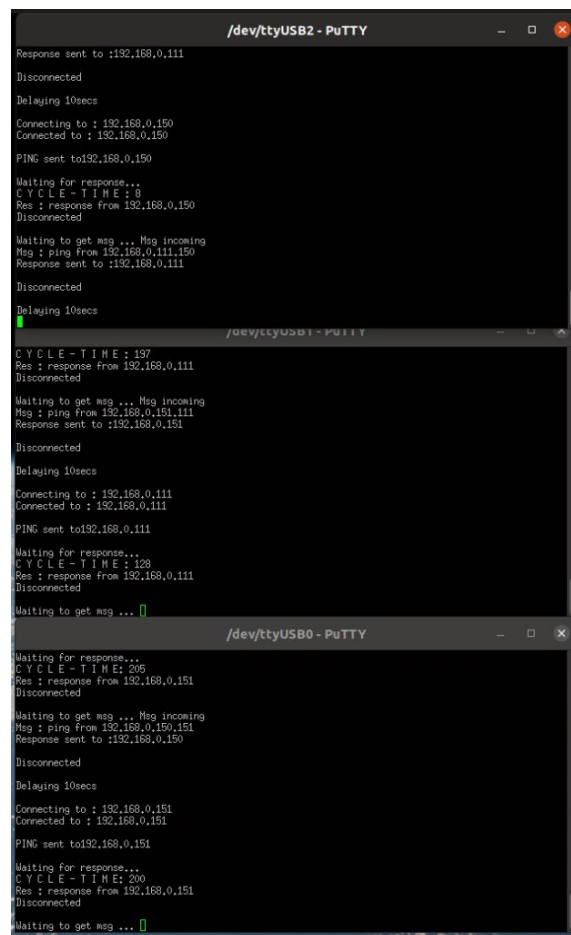 /dev/ttyUSB2 - PuTTY
Response sent to :192.168.0.111
Disconnected
Delaying 10secs
Connecting to : 192.168.0.150
Connected to : 192.168.0.150
PING sent to192.168.0.150
Waiting for response...
C Y C L E - T I M E : 8
Res : response from 192.168.0.150
Disconnected
Waiting to get msg ... Msg incoming
Msg : ping from 192.168.0.111.150
Response sent to :192.168.0.111
Disconnected
Delaying 10secs
/dev/ttyUSB1 - PuTTY
C Y C L E - T I M E : 197
Res : response from 192.168.0.111
Disconnected
Waiting to get msg ... Msg incoming
Msg : ping from 192.168.0.151.111
Response sent to :192.168.0.151
Disconnected
Delaying 10secs
Connecting to : 192.168.0.111
Connected to : 192.168.0.111
PING sent to192.168.0.111
Waiting for response...
C Y C L E - T I M E : 128
Res : response from 192.168.0.111
Disconnected
Waiting to get msg ...
/dev/ttyUSB0 - PuTTY
Waiting for response...
C Y C L E - T I M E: 205
Res : response from 192.168.0.151
Disconnected
Waiting to get msg ... Msg incoming
Msg : ping from 192.168.0.150.151
Response sent to :192.168.0.150
Disconnected
Delaying 10secs
Connecting to : 192.168.0.151
Connected to : 192.168.0.151
PING sent to192.168.0.151
Waiting for response...
C Y C L E - T I M E: 200
Res : response from 192.168.0.151
Disconnected
Waiting to get msg ...